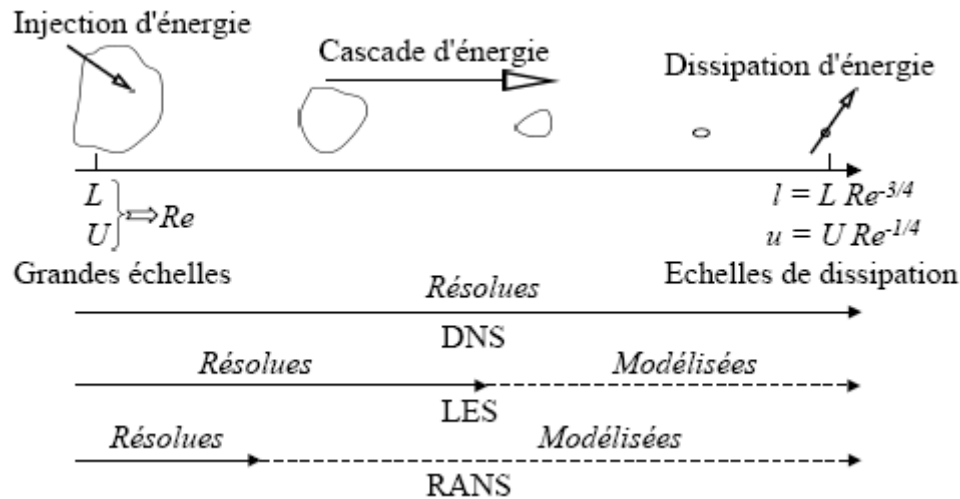 Injection d'énergie
Cascade d'énergie
Dissipation d'énergie
L
U
⇒Re
l = L Re^-3/4
u = U Re^-1/4
Grandes échelles
Echelles de dissipation
Résolues
DNS
Résolues Modélisées
LES
Résolues Modélisées
RANS